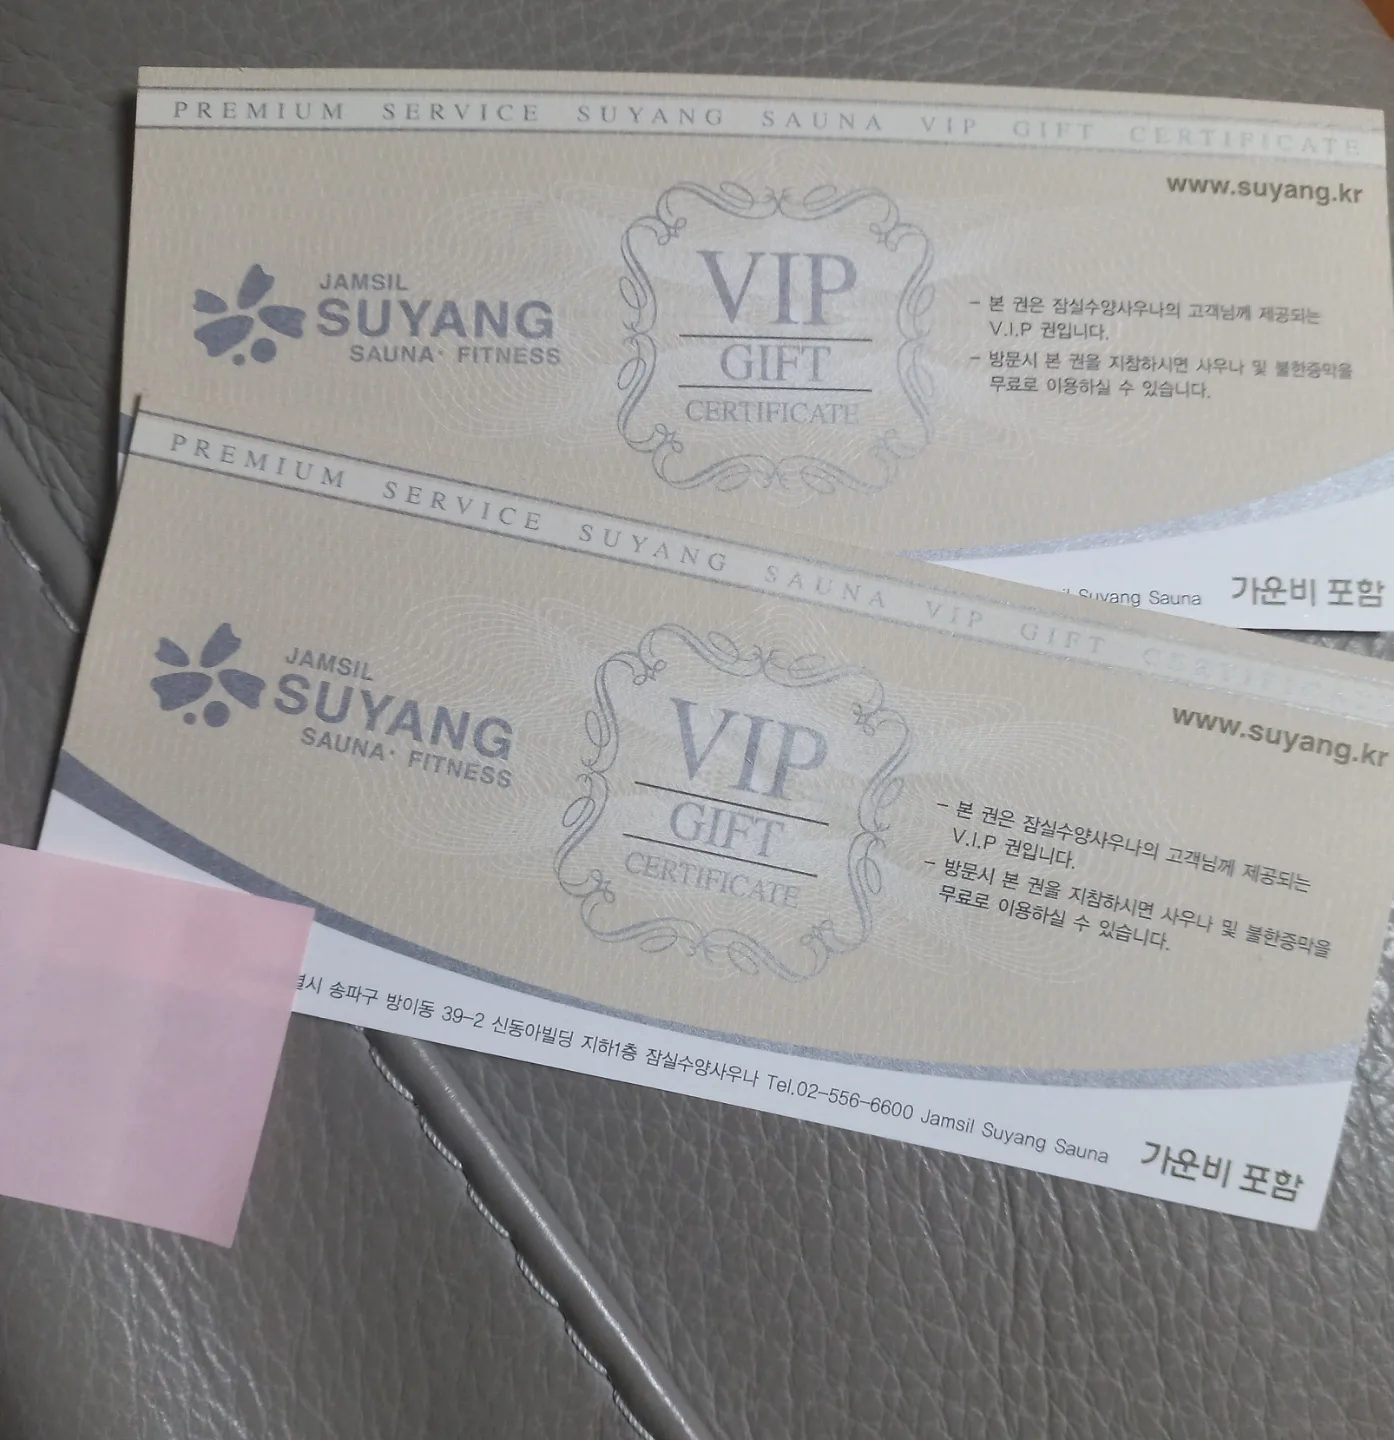 PREMIUM SERVICE SUYANG SAUNA VIP GIFT CERTIFICATE
www.suyang.kr
JAMSIL
SUYANG
SAUNA· FITNESS
VIP
GIFT
CERTIFICATE
- 본 권은 잠실수양사우나의 고객님께 제공되는
V.I.P 권입니다.
- 방문시 본 권을 지참하시면 사우나 및 불한증막을
무료로 이용하실 수 있습니다.
Suyang Sauna
가운비 포함
PREMIUM SERVICE SUYANG SAUNA VIP GIFT CERTIFICATE
www.suyang.kr
JAMSIL
SUYANG
SAUNA· FITNESS
VIP
GIFT
CERTIFICATE
- 본 권은 잠실수양사우나의 고객님께 제공되는
V.I.P 권입니다.
- 방문시 본 권을 지참하시면 사우나 및 불한증막을
무료로 이용하실 수 있습니다.
송파구 방이동 39-2 신동아빌딩 지하1층 잠실수양사우나 Tel.02-556-6600 Jamsil Suyang Sauna
가운비 포함